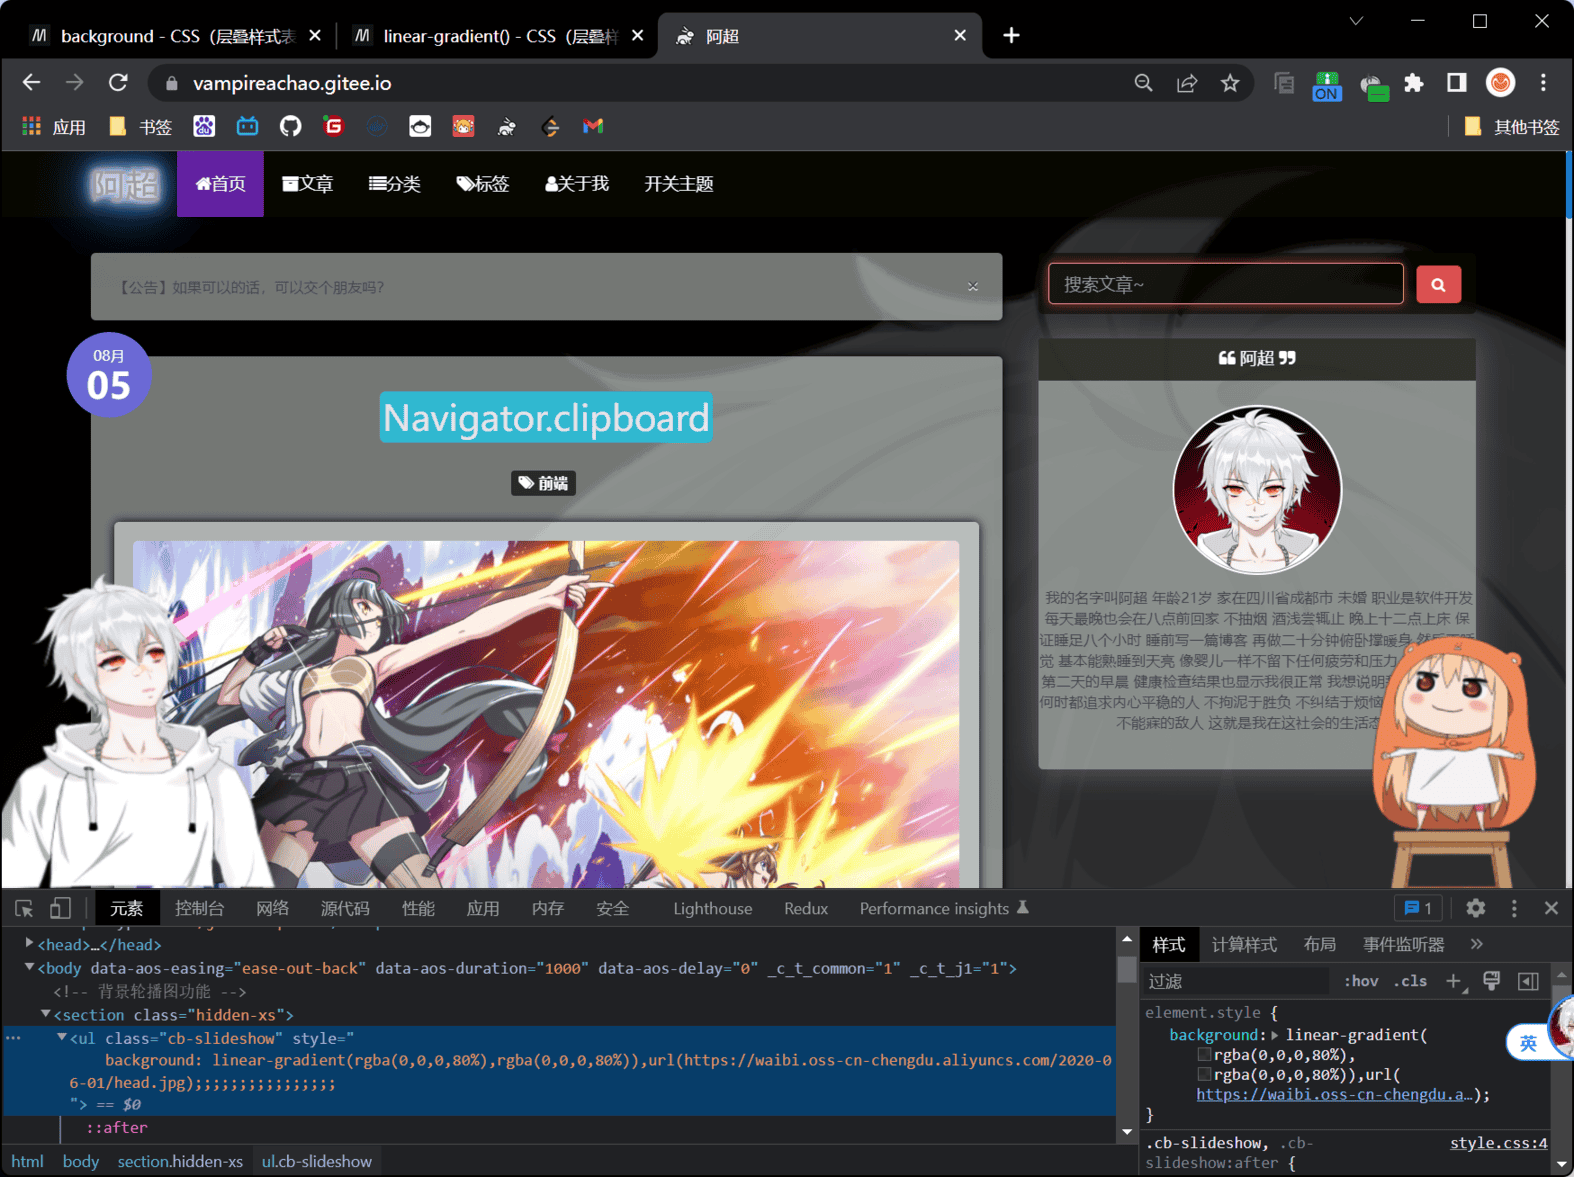 background - CSS（层叠样式表
linear-gradient() - CSS（层叠样
阿超
vampireachao.gitee.io
ON
应用
书签
其他书签
阿超
首页
文章
分类
标签
关于我
开关主题
【公告】如果可以的话，可以交个朋友吗？
×
搜索文章~
08月
05
Navigator.clipboard
前端
❝ 阿超 ❞
我的名字叫阿超 年龄21岁 家在四川省成都市 未婚 职业是软件开发
每天最晚也会在八点前回家 不抽烟 酒浅尝辄止 晚上十二点上床 保
证睡足八个小时 睡前写一篇博客 再做二十分钟俯卧撑暖身
觉 基本能熟睡到天亮 像婴儿一样不留下任何疲劳和压力
第二天的早晨 健康检查结果也显示我很正常 我想说明
何时都追求内心平稳的人 不拘泥于胜负 不纠结于烦恼
不能寐的敌人 这就是我在这社会的生活态
元素
控制台
网络
源代码
性能
应用
内存
安全
Lighthouse
Redux
Performance insights
1
<head>…</head>
<body data-aos-easing="ease-out-back" data-aos-duration="1000" data-aos-delay="0" _c_t_common="1" _c_t_j1="1">
<!-- 背景轮播图功能 -->
<section class="hidden-xs">
<ul class="cb-slideshow" style="
background: linear-gradient(rgba(0,0,0,80%),rgba(0,0,0,80%)),url(https://waibi.oss-cn-chengdu.aliyuncs.com/2020-0
6-01/head.jpg);;;;;;;;;;;;;;;;
"> == $0
::after
html
body
section.hidden-xs
ul.cb-slideshow
样式
计算样式
布局
事件监听器
»
过滤
:hov
.cls
+
element.style {
background: linear-gradient(
rgba(0,0,0,80%),
rgba(0,0,0,80%)),url(
https://waibi.oss-cn-chengdu.a…);
}
.cb-slideshow, .cb-
slideshow:after {
style.css:4
英